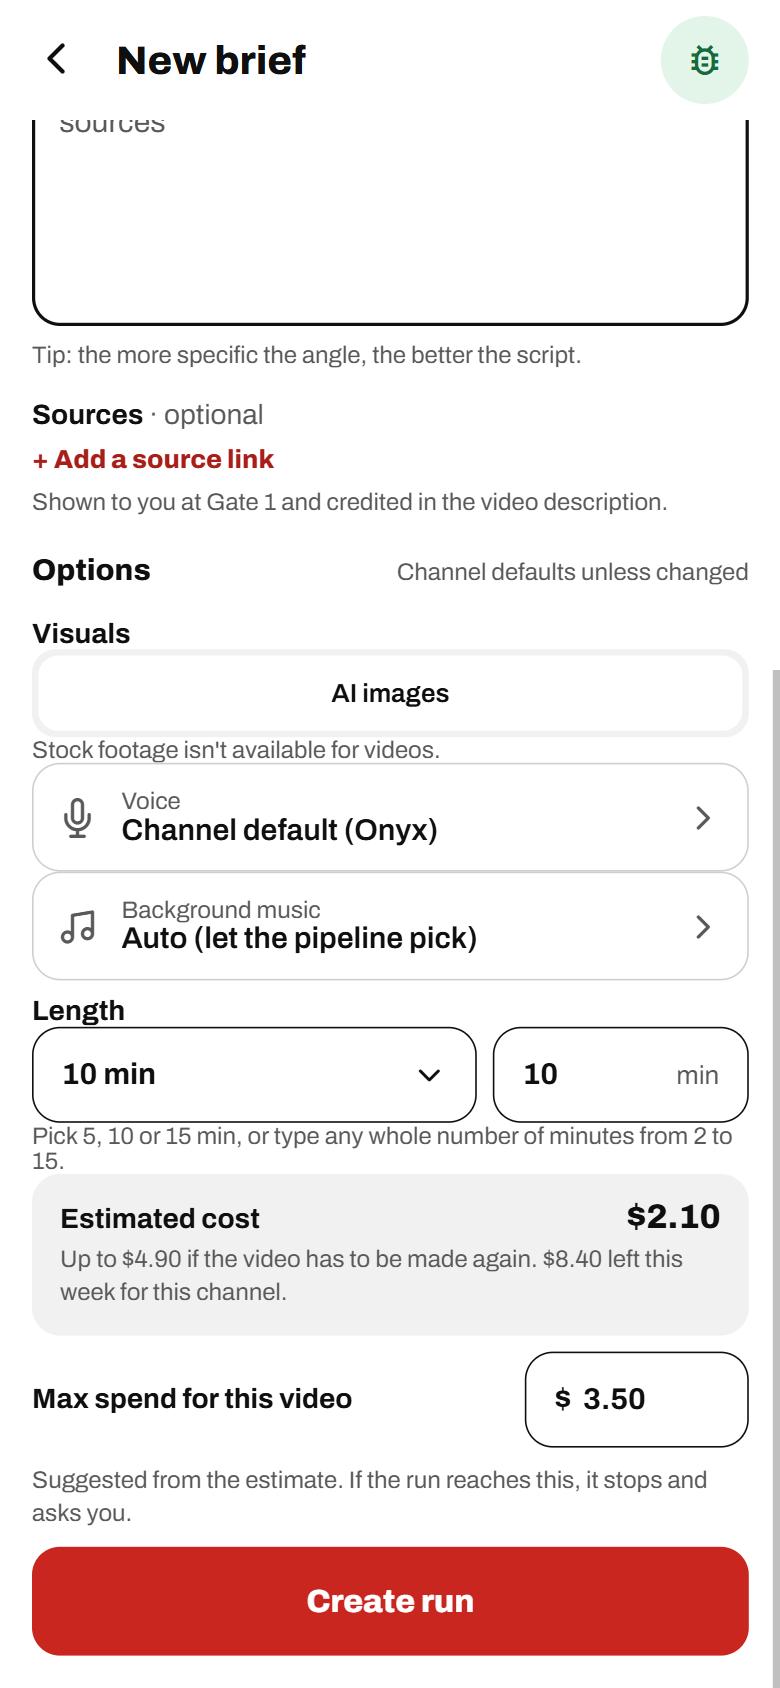 New brief
sources
Tip: the more specific the angle, the better the script.
Sources · optional
+ Add a source link
Shown to you at Gate 1 and credited in the video description.
Options
Channel defaults unless changed
Visuals
AI images
Stock footage isn't available for videos.
Voice
Channel default (Onyx)
Background music
Auto (let the pipeline pick)
Length
10 min
10 min
Pick 5, 10 or 15 min, or type any whole number of minutes from 2 to
15.
Estimated cost
$2.10
Up to $4.90 if the video has to be made again. $8.40 left this
week for this channel.
Max spend for this video
$ 3.50
Suggested from the estimate. If the run reaches this, it stops and
asks you.
Create run